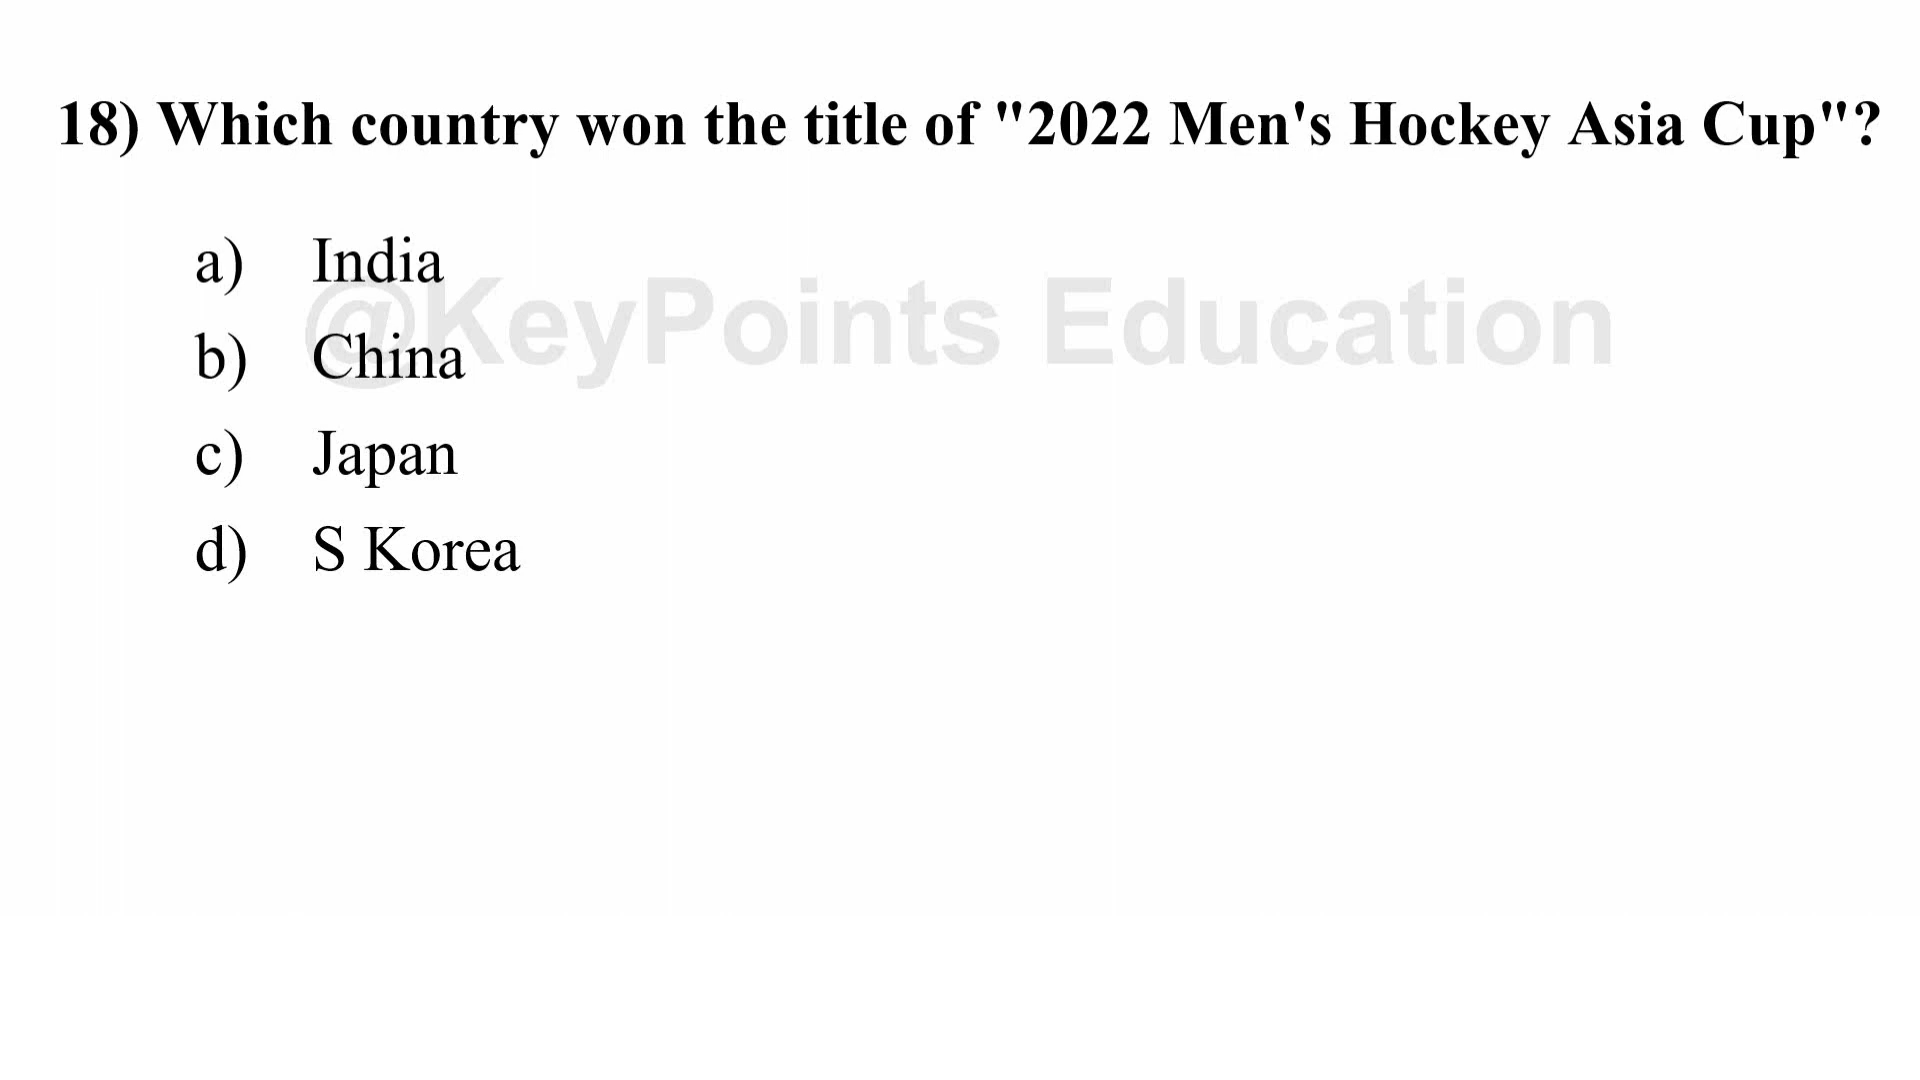 18) Which country won the title of "2022 Men's Hockey Asia Cup"?
a) India
@KeyPoints Education
b) China
c) Japan
d) S Korea